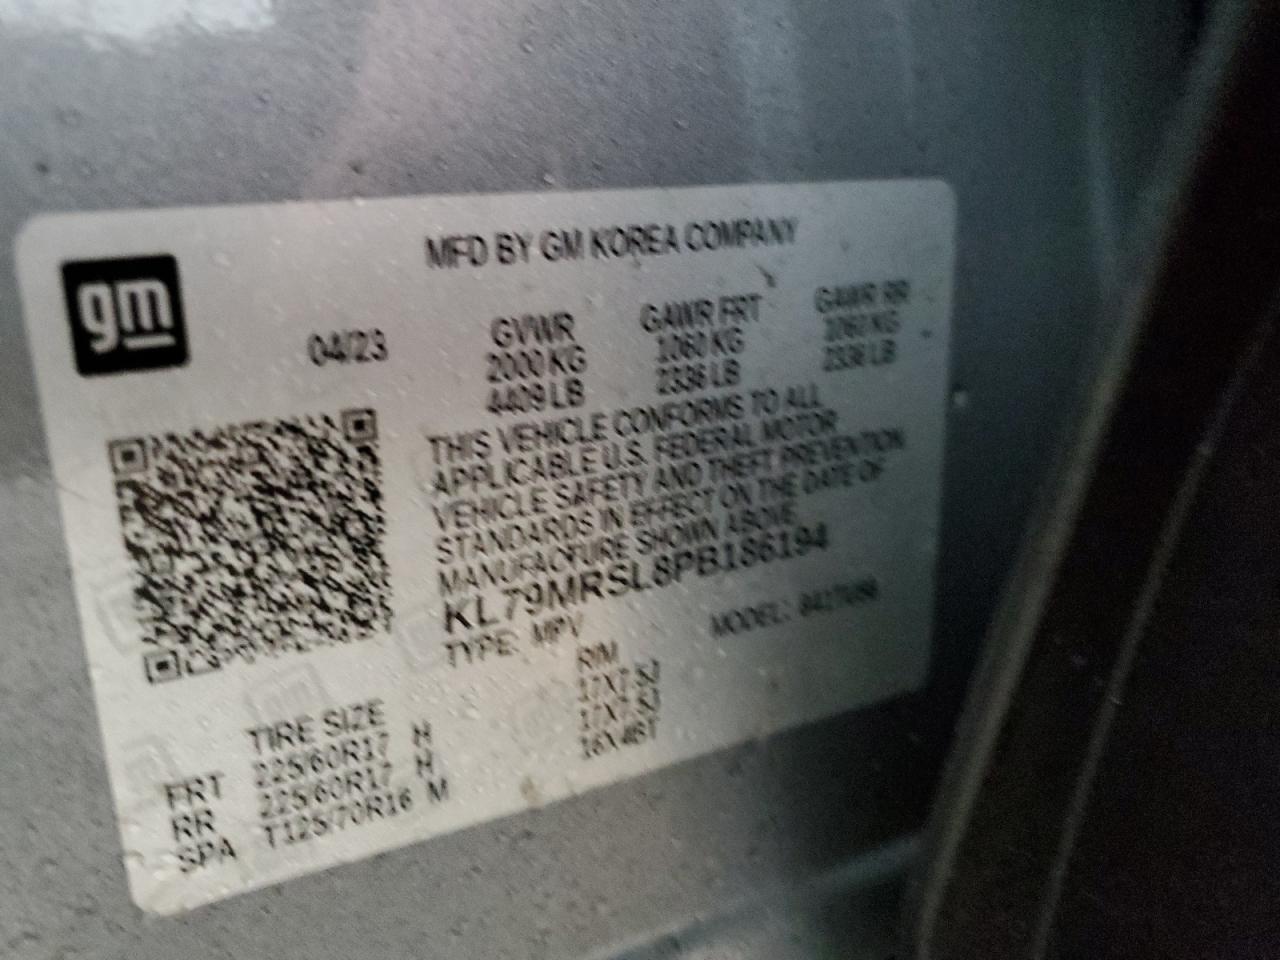 gm
MFD BY GM KOREA COMPANY
04/23
GVWR GAWR FRT GAWR RR
2000 KG 1060 KG 1060 KG
4409 LB 2336 LB 2336 LB
THIS VEHICLE CONFORMS TO ALL
APPLICABLE U.S. FEDERAL MOTOR
VEHICLE SAFETY AND THEFT PREVENTION
STANDARDS IN EFFECT ON THE DATE OF
MANUFACTURE SHOWN ABOVE.
KL79MRSL8PB186194
TYPE: MPV MODEL:
TIRE SIZE RIM
FRT 225/60R17 H 17X7.5J
RR 225/60R17 H 17X7.5J
SPA T125/70R16 M 16X4BT